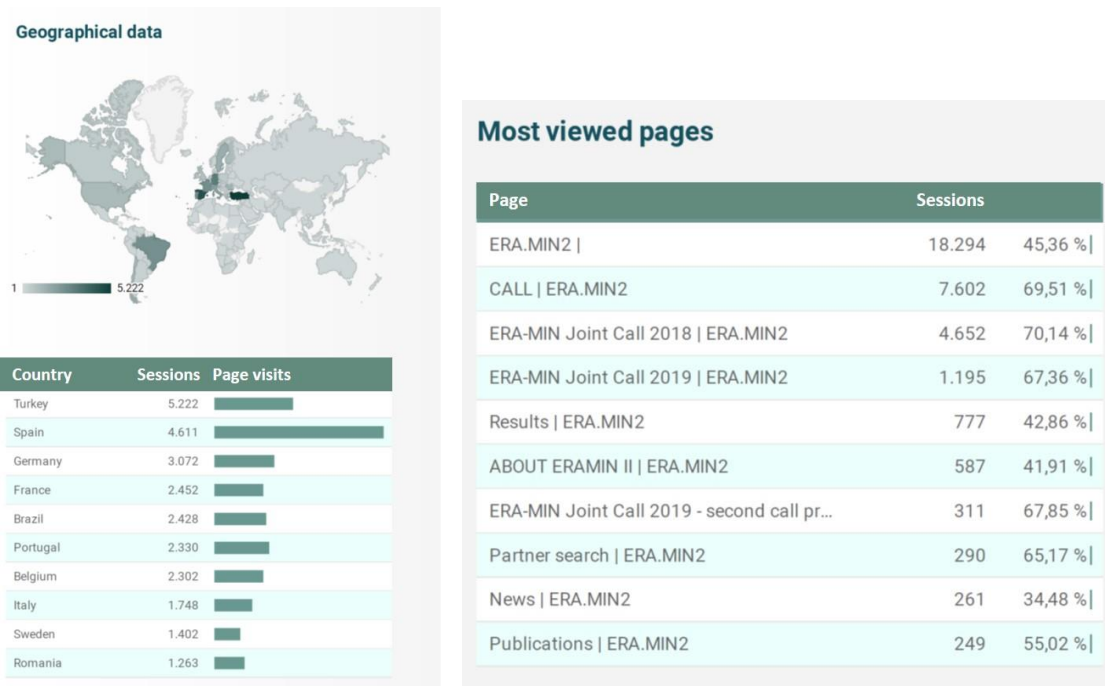 Geographical data
1 5.222
Country Sessions Page visits
Turkey 5.222
Spain 4.611
Germany 3.072
France 2.452
Brazil 2.428
Portugal 2.330
Belgium 2.302
Italy 1.748
Sweden 1.402
Romania 1.263
Most viewed pages
Page Sessions
ERA.MIN2 | 18.294 45,36 %
CALL | ERA.MIN2 7.602 69,51 %
ERA-MIN Joint Call 2018 | ERA.MIN2 4.652 70,14 %
ERA-MIN Joint Call 2019 | ERA.MIN2 1.195 67,36 %
Results | ERA.MIN2 777 42,86 %
ABOUT ERAMIN II | ERA.MIN2 587 41,91 %
ERA-MIN Joint Call 2019 - second call pr... 311 67,85 %
Partner search | ERA.MIN2 290 65,17 %
News | ERA.MIN2 261 34,48 %
Publications | ERA.MIN2 249 55,02 %